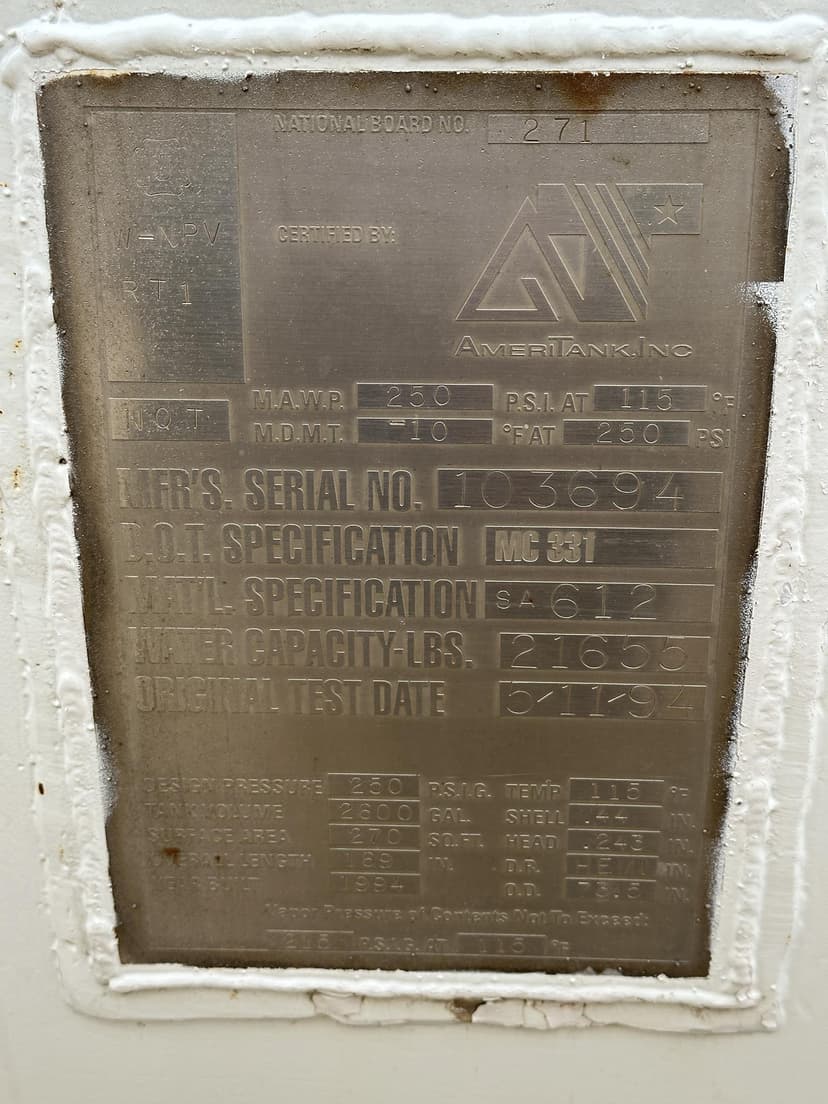 NATIONAL BOARD NO. 271
W-NPV
RT1
CERTIFIED BY:
AMERITANK, INC
NQT
M.A.W.P. 250 P.S.I. AT 115 °F
M.D.M.T. -10 °F AT 250 PSI
MFR'S. SERIAL NO. 103694
D.O.T. SPECIFICATION MC 331
MAT'L. SPECIFICATION SA 612
WATER CAPACITY-LBS. 21655
ORIGINAL TEST DATE 5-11-94
DESIGN PRESSURE 250 P.S.I.G. TEMP 115 °F
TANK VOLUME 2600 GAL. SHELL .44 IN.
SURFACE AREA 270 SQ.FT. HEAD .243 IN.
OVERALL LENGTH 189 IN. D.R. HEMI IN.
YEAR BUILT 1994 O.D. 73.5 IN.
Vapor Pressure of Contents Not To Exceed:
215 P.S.I.G. AT 115 °F